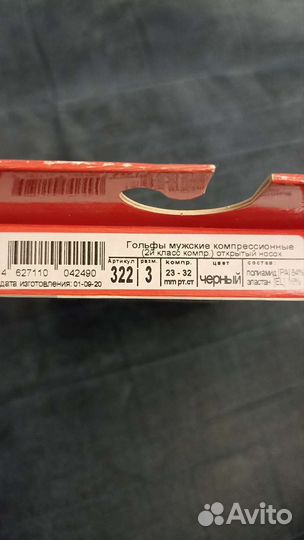 Гольфы мужские компрессионные
(2й класс компр.) открытый носок
4 627110 042490
дата изготовления: 01-09-20
Артикул
322
разм.
3
компр.
23 - 32
mm рт.ст
цвет
черный
состав:
полиамид (PA) 84%
эластан (EL)
Avito